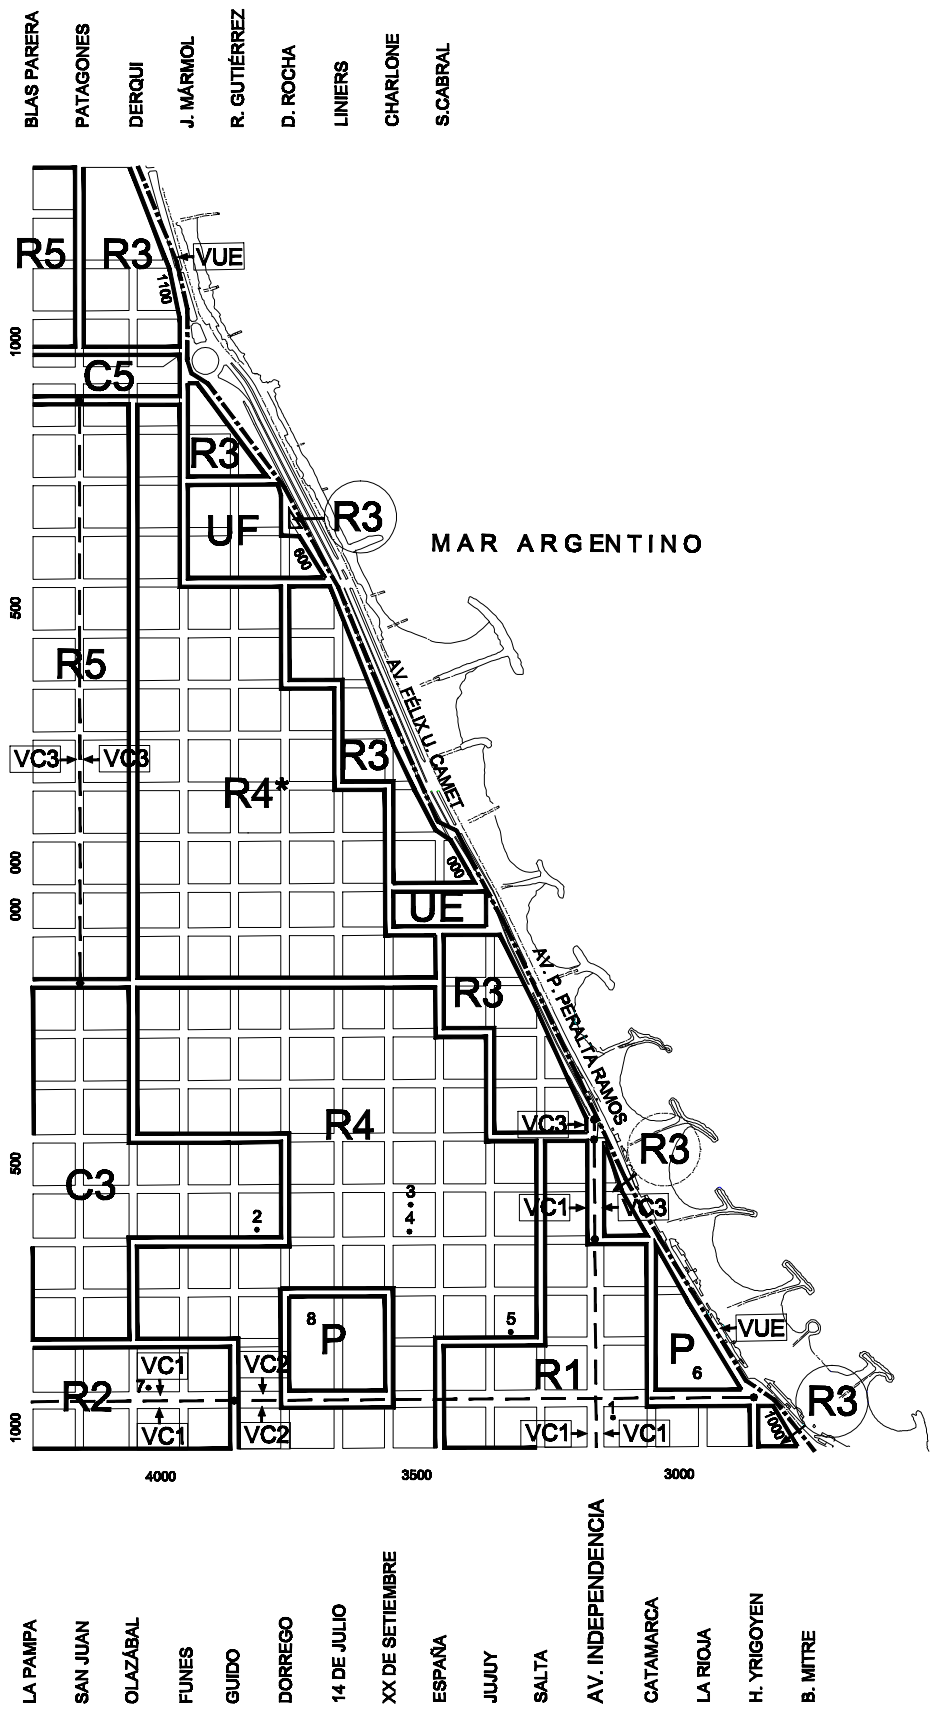 BLAS PARERA
PATAGONES
DERQUI
J. MÁRMOL
R. GUTIÉRREZ
D. ROCHA
LINIERS
CHARLONE
S.CABRAL
R5
R3
VUE
1100
1000
C5
R3
UF
R3
MAR ARGENTINO
600
500
R5
AV. FÉLIX U. CAMET
VC3
VC3
R3
R4*
000
000
000
UE
R3
AV. P. PERALTA RAMOS
R4
VC3
R3
500
C3
3
4
2
VC1
VC3
8
P
5
VUE
P
6
R1
VC1
VC2
7
R2
R3
1
1000
VC1
VC2
VC1
VC1
1000
4000
3500
3000
LA PAMPA
SAN JUAN
OLAZÁBAL
FUNES
GUIDO
DORREGO
14 DE JULIO
XX DE SETIEMBRE
ESPAÑA
JUJUY
SALTA
AV. INDEPENDENCIA
CATAMARCA
LA RIOJA
H. YRIGOYEN
B. MITRE